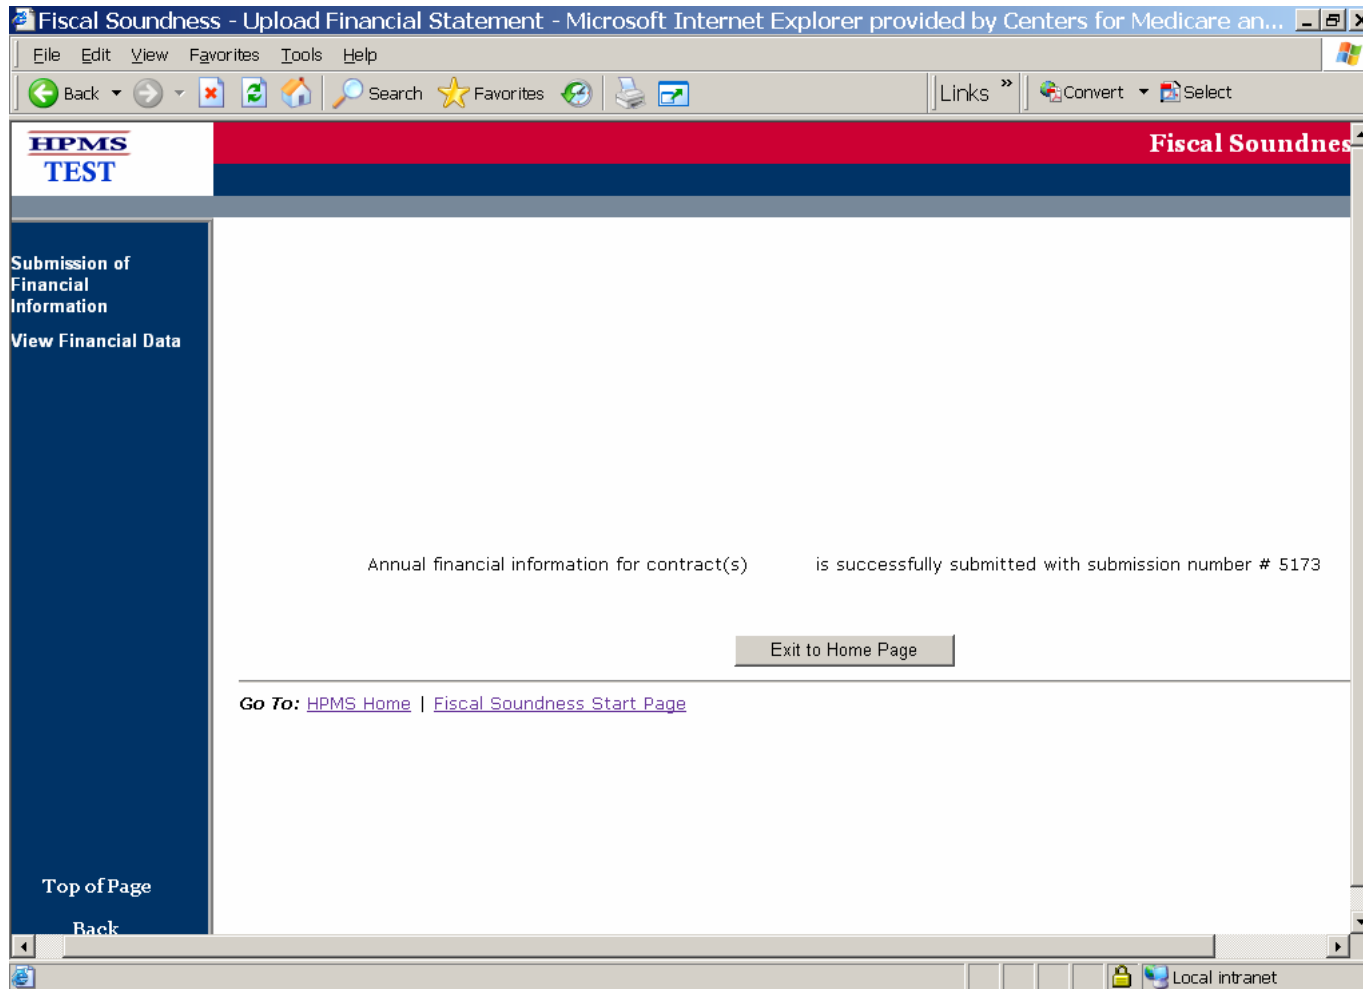 Fiscal Soundness - Upload Financial Statement - Microsoft Internet Explorer provided by Centers for Medicare an...
File Edit View Favorites Tools Help
Back Search Favorites Links » Convert Select
HPMS
TEST
Fiscal Soundnes
Submission of
Financial
Information
View Financial Data
Annual financial information for contract(s) is successfully submitted with submission number # 5173
Exit to Home Page
Go To: HPMS Home | Fiscal Soundness Start Page
Top of Page
Back
Local intranet